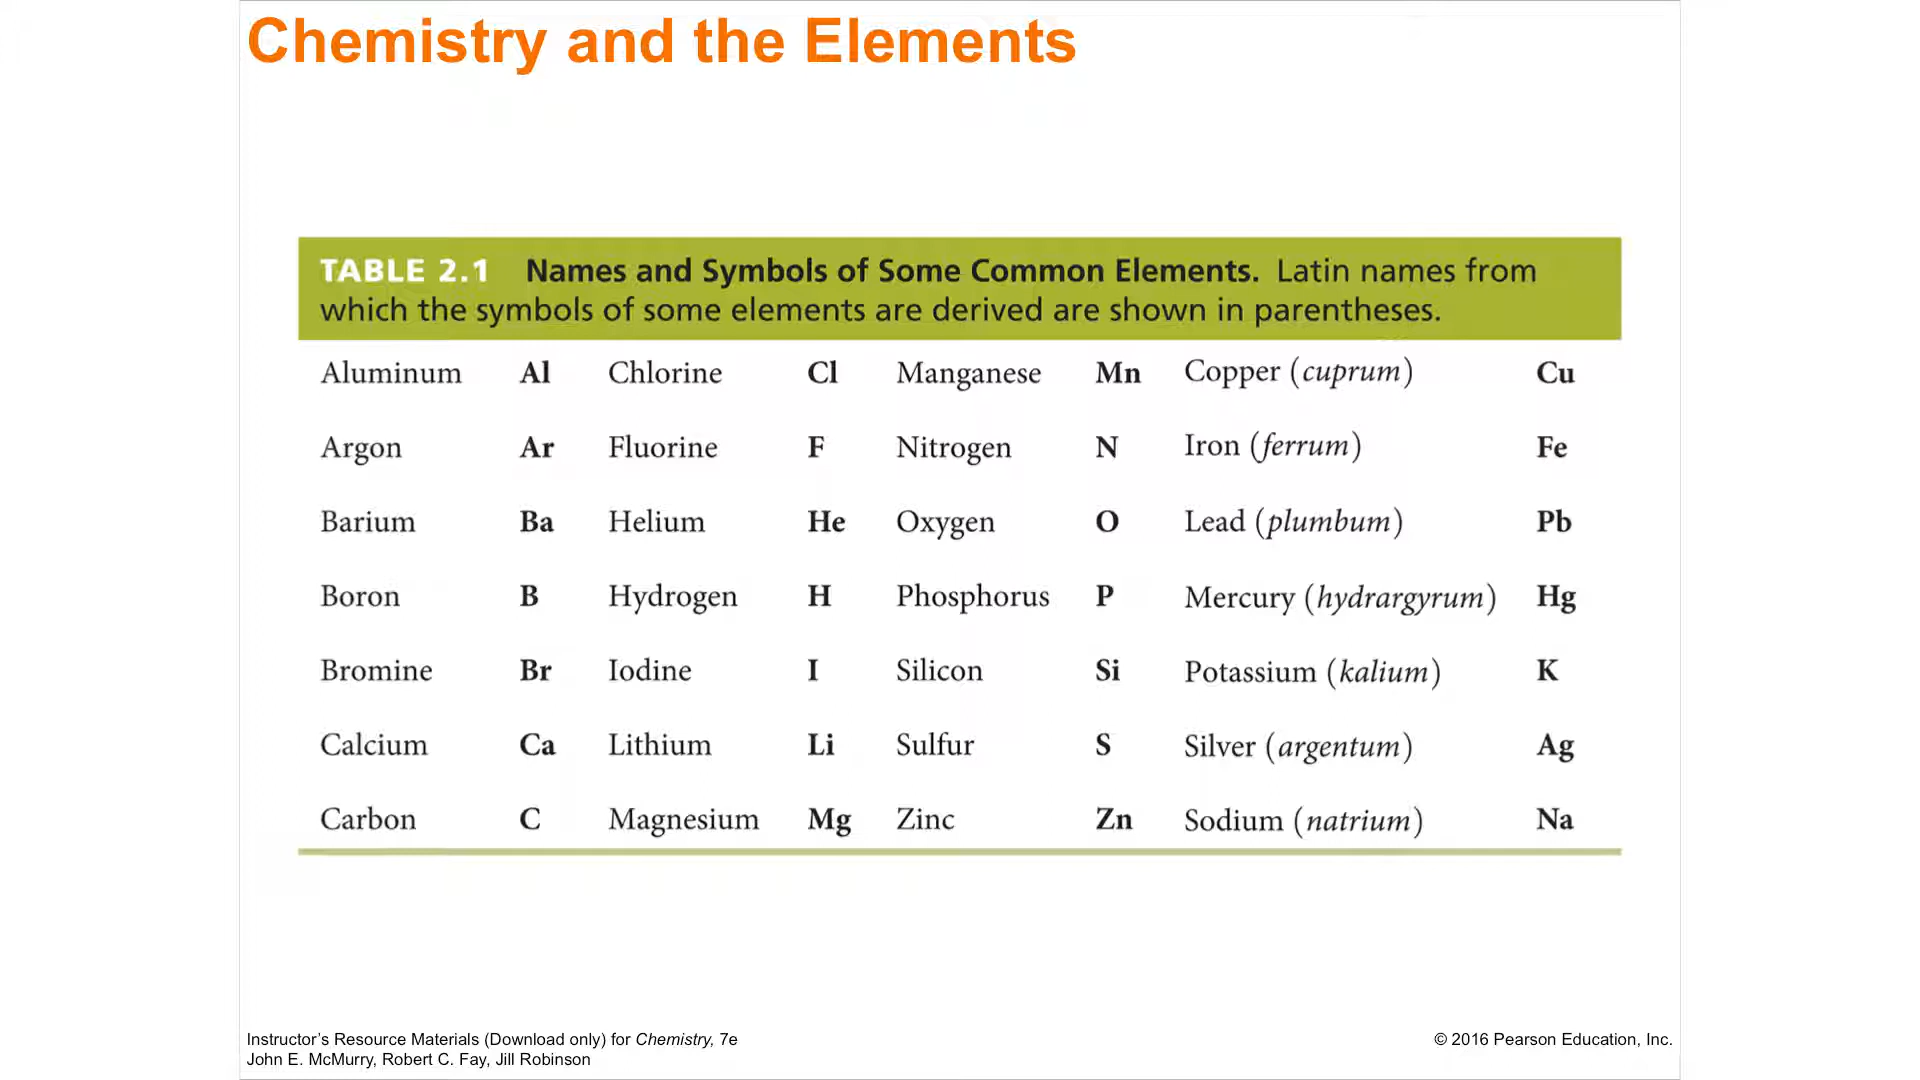 Chemistry and the Elements
TABLE 2.1 Names and Symbols of Some Common Elements. Latin names from
which the symbols of some elements are derived are shown in parentheses.
Aluminum Al Chlorine Cl Manganese Mn Copper (cuprum) Cu
Argon Ar Fluorine F Nitrogen N Iron (ferrum) Fe
Barium Ba Helium He Oxygen O Lead (plumbum) Pb
Boron B Hydrogen H Phosphorus P Mercury (hydrargyrum) Hg
Bromine Br Iodine I Silicon Si Potassium (kalium) K
Calcium Ca Lithium Li Sulfur S Silver (argentum) Ag
Carbon C Magnesium Mg Zinc Zn Sodium (natrium) Na
Instructor’s Resource Materials (Download only) for Chemistry, 7e
John E. McMurry, Robert C. Fay, Jill Robinson
© 2016 Pearson Education, Inc.